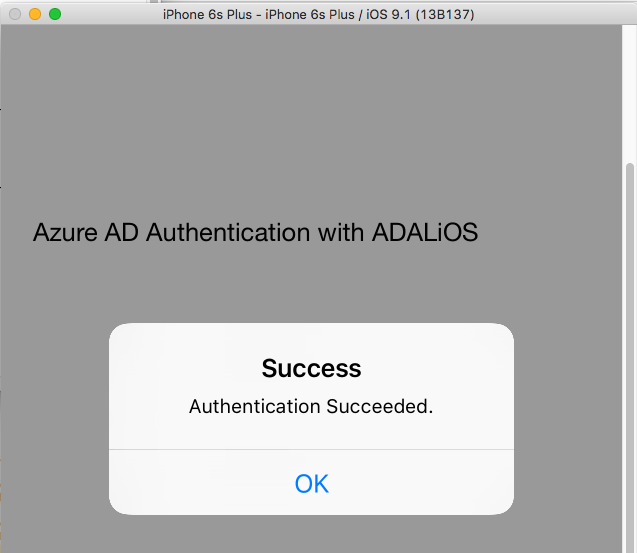 iPhone 6s Plus - iPhone 6s Plus / iOS 9.1 (13B137)
Azure AD Authentication with ADALiOS
Success
Authentication Succeeded.
OK